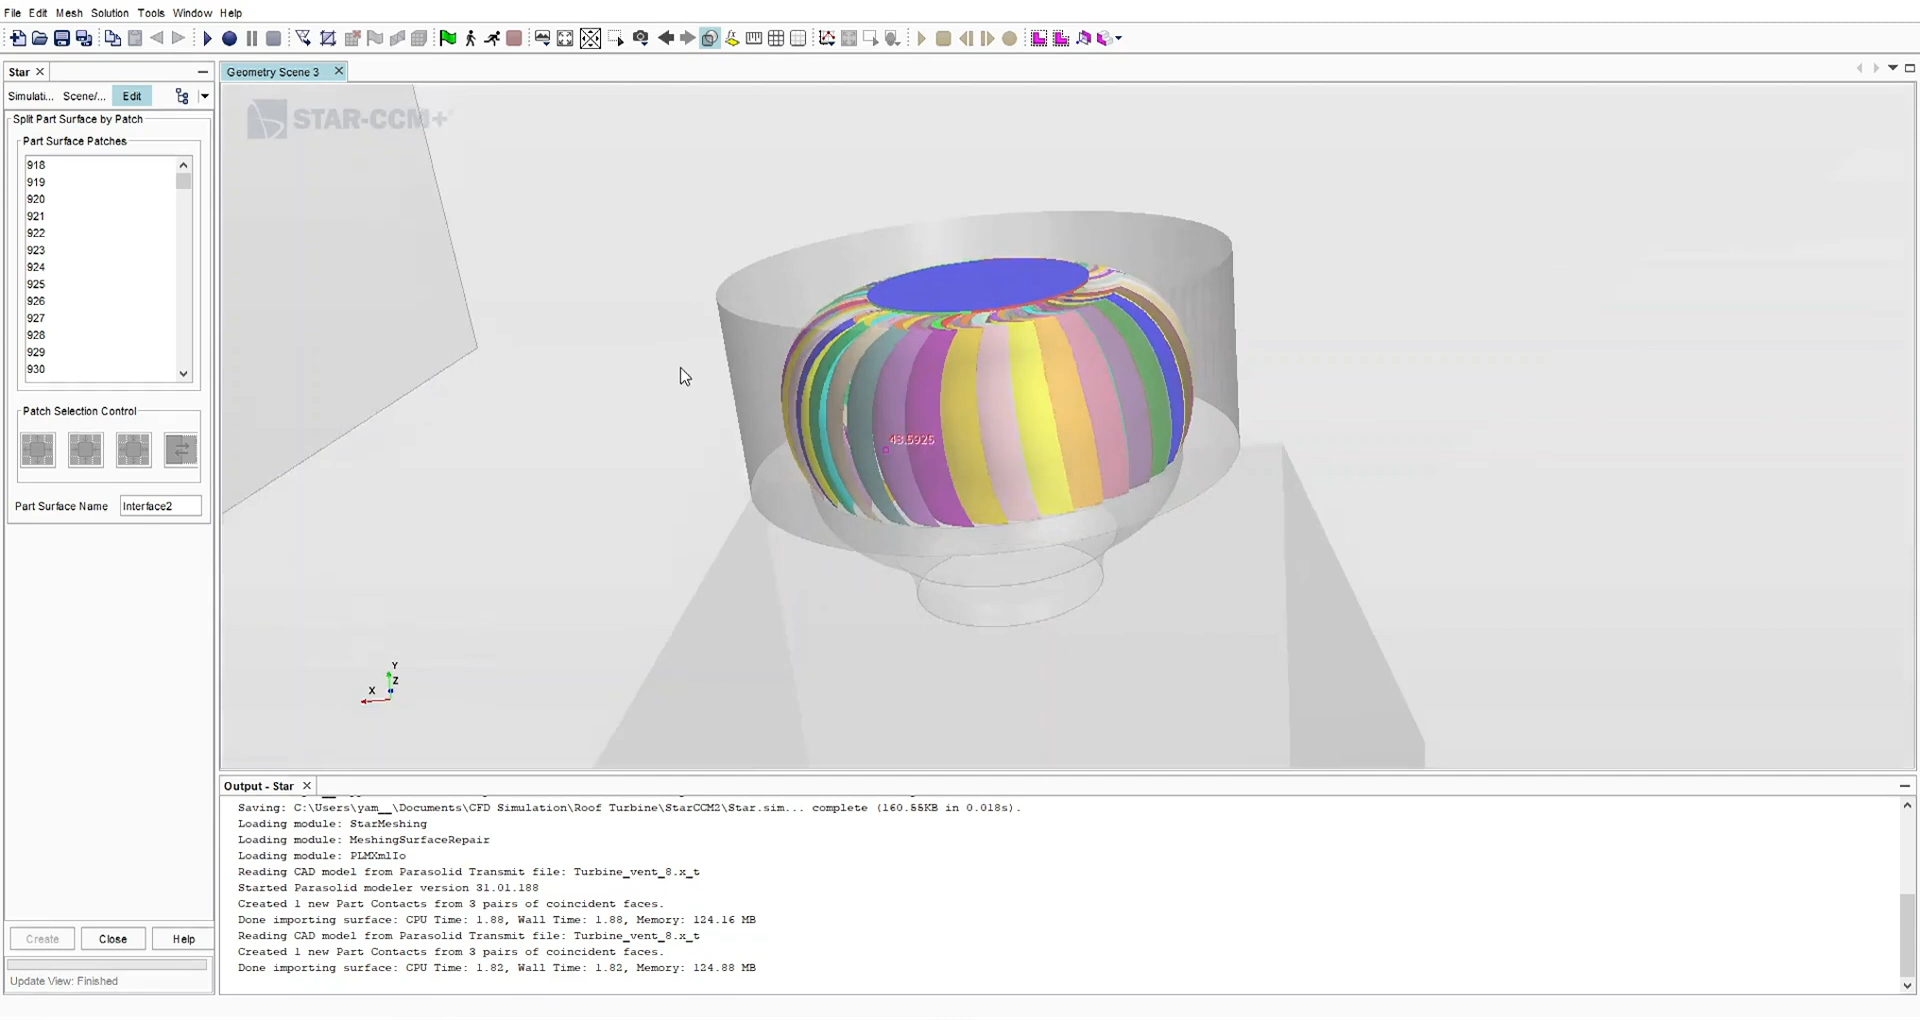 File Edit Mesh Solution Tools Window Help
Star
Geometry Scene 3
Simulati... Scene/... Edit
Split Part Surface by Patch
Part Surface Patches
918
919
920
921
922
923
924
925
926
927
928
929
930
Patch Selection Control
Part Surface Name Interface2
Create Close Help
Update View: Finished
STAR-CCM+
43.5925
Y
Z
X
Output - Star
Saving: C:\Users\yam__\Documents\CFD Simulation\Roof Turbine\StarCCM2\Star.sim... complete (160.55KB in 0.018s).
Loading module: StarMeshing
Loading module: MeshingSurfaceRepair
Loading module: PLMXmlIo
Reading CAD model from Parasolid Transmit file: Turbine_vent_8.x_t
Started Parasolid modeler version 31.01.188
Created 1 new Part Contacts from 3 pairs of coincident faces.
Done importing surface: CPU Time: 1.88, Wall Time: 1.88, Memory: 124.16 MB
Reading CAD model from Parasolid Transmit file: Turbine_vent_8.x_t
Created 1 new Part Contacts from 3 pairs of coincident faces.
Done importing surface: CPU Time: 1.82, Wall Time: 1.82, Memory: 124.88 MB